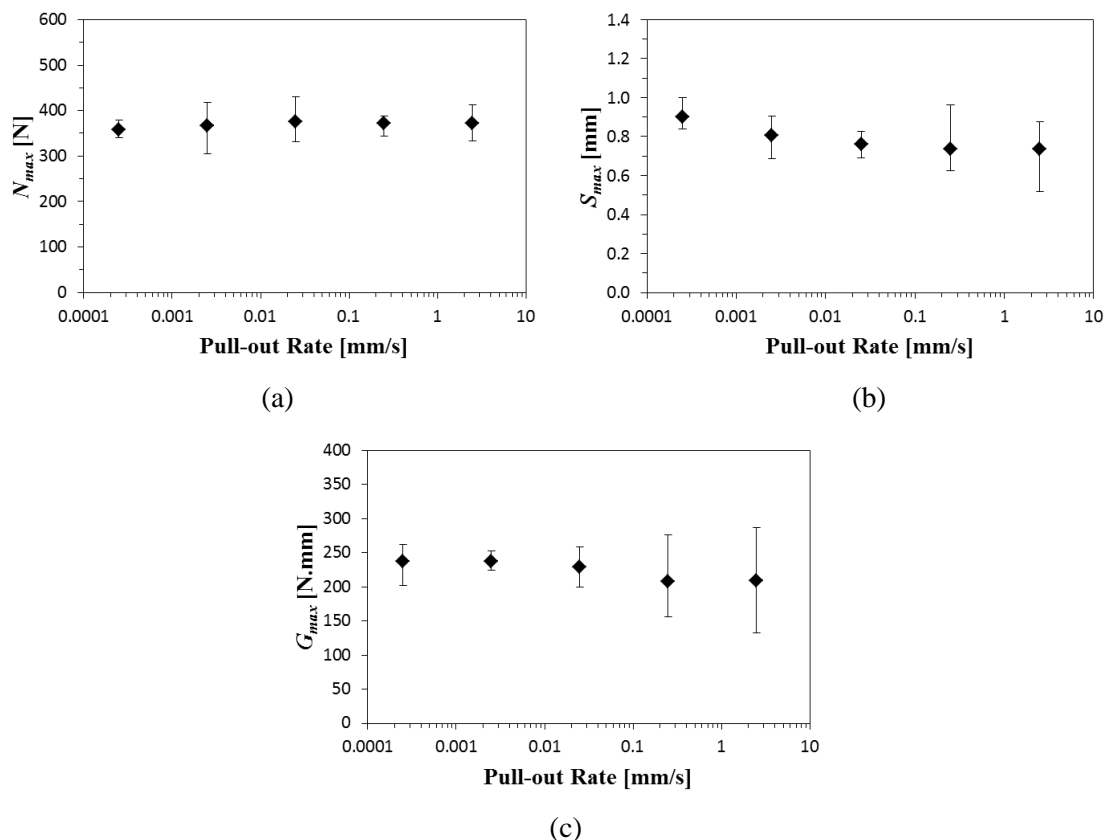 600
500
400
300
200
100
0
N_max [N]
0.0001 0.001 0.01 0.1 1 10
Pull-out Rate [mm/s]
(a)
1.4
1.2
1.0
0.8
0.6
0.4
0.2
0.0
S_max [mm]
0.0001 0.001 0.01 0.1 1 10
Pull-out Rate [mm/s]
(b)
400
350
300
250
200
150
100
50
0
G_max [N.mm]
0.0001 0.001 0.01 0.1 1 10
Pull-out Rate [mm/s]
(c)